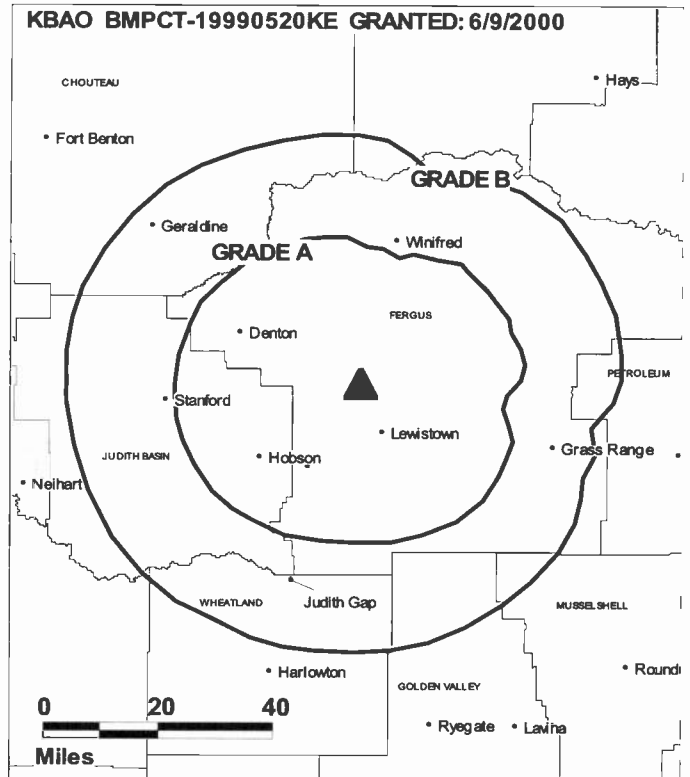 KBAO BMPCT-19990520KE GRANTED: 6/9/2000
CHOUTEAU
Hays
Fort Benton
GRADE B
Geraldine
Winifred
GRADE A
FERGUS
Denton
PETROLEUM
Stanford
Lewistown
Grass Range
JUDITH BASIN
Hobson
Neihart
Judith Gap
WHEATLAND
MUSSELSHELL
Harlowton
Roundu
GOLDEN VALLEY
0 20 40
Ryegate
Lavina
Miles